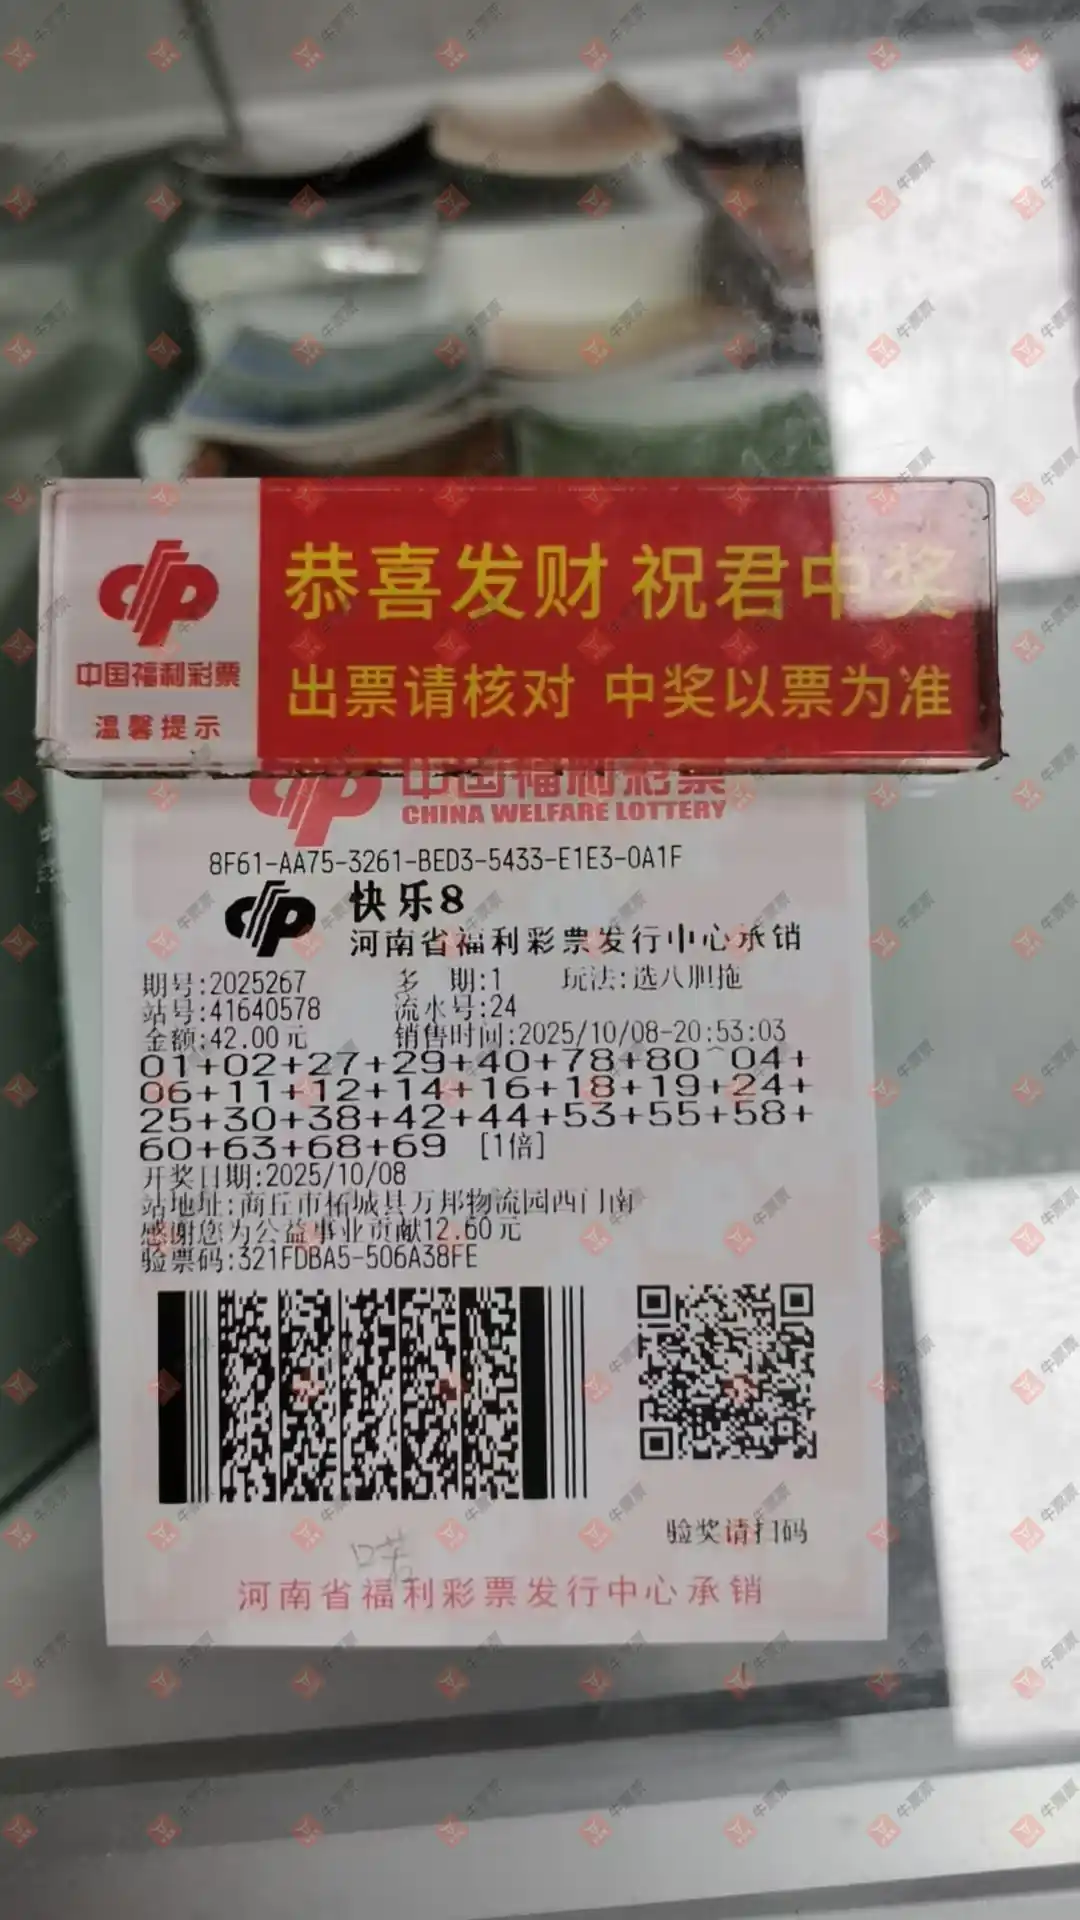 恭喜发财 祝君中奖
中国福利彩票
出票请核对 中奖以票为准
温馨提示
中国福利彩票
CHINA WELFARE LOTTERY
8F61-AA75-3261-BED3-5433-E1E3-0A1F
快乐8
河南省福利彩票发行中心承销
期号:2025267 多 期:1 玩法:选八胆拖
站号:41640578 流水号:24
金额:42.00元 销售时间:2025/10/08-20:53:03
01+02+27+29+40+78+80^04+
06+11+12+14+16+18+19+24+
25+30+38+42+44+53+55+58+
60+63+68+69 [1倍]
开奖日期:2025/10/08
站地址:商丘市柘城县万邦物流园西门南
感谢您为公益事业贡献12.60元
验票码:321FDBA5-506A38FE
验奖请扫码
喏
河南省福利彩票发行中心承销
牛票票